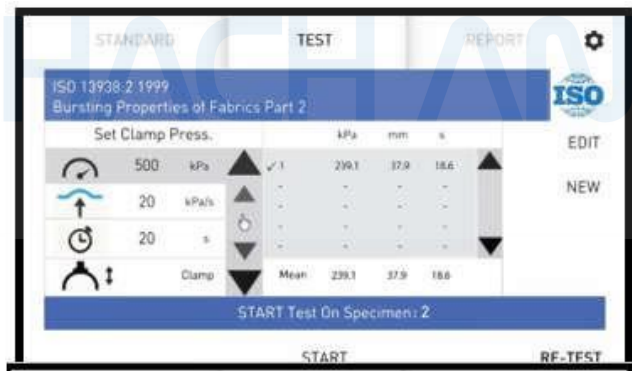 STANDARD TEST REPORT
ISO 13938:2 1999
Bursting Properties of Fabrics Part 2
ISO
Set Clamp Press. kPa mm s
EDIT
500 kPa ✓ 1 239.1 37.9 18.6
NEW
20 kPa/s - - - -
20 s - - - -
Clamp Mean 239.1 37.9 18.6
START Test On Specimen: 2
START RE-TEST
HACH